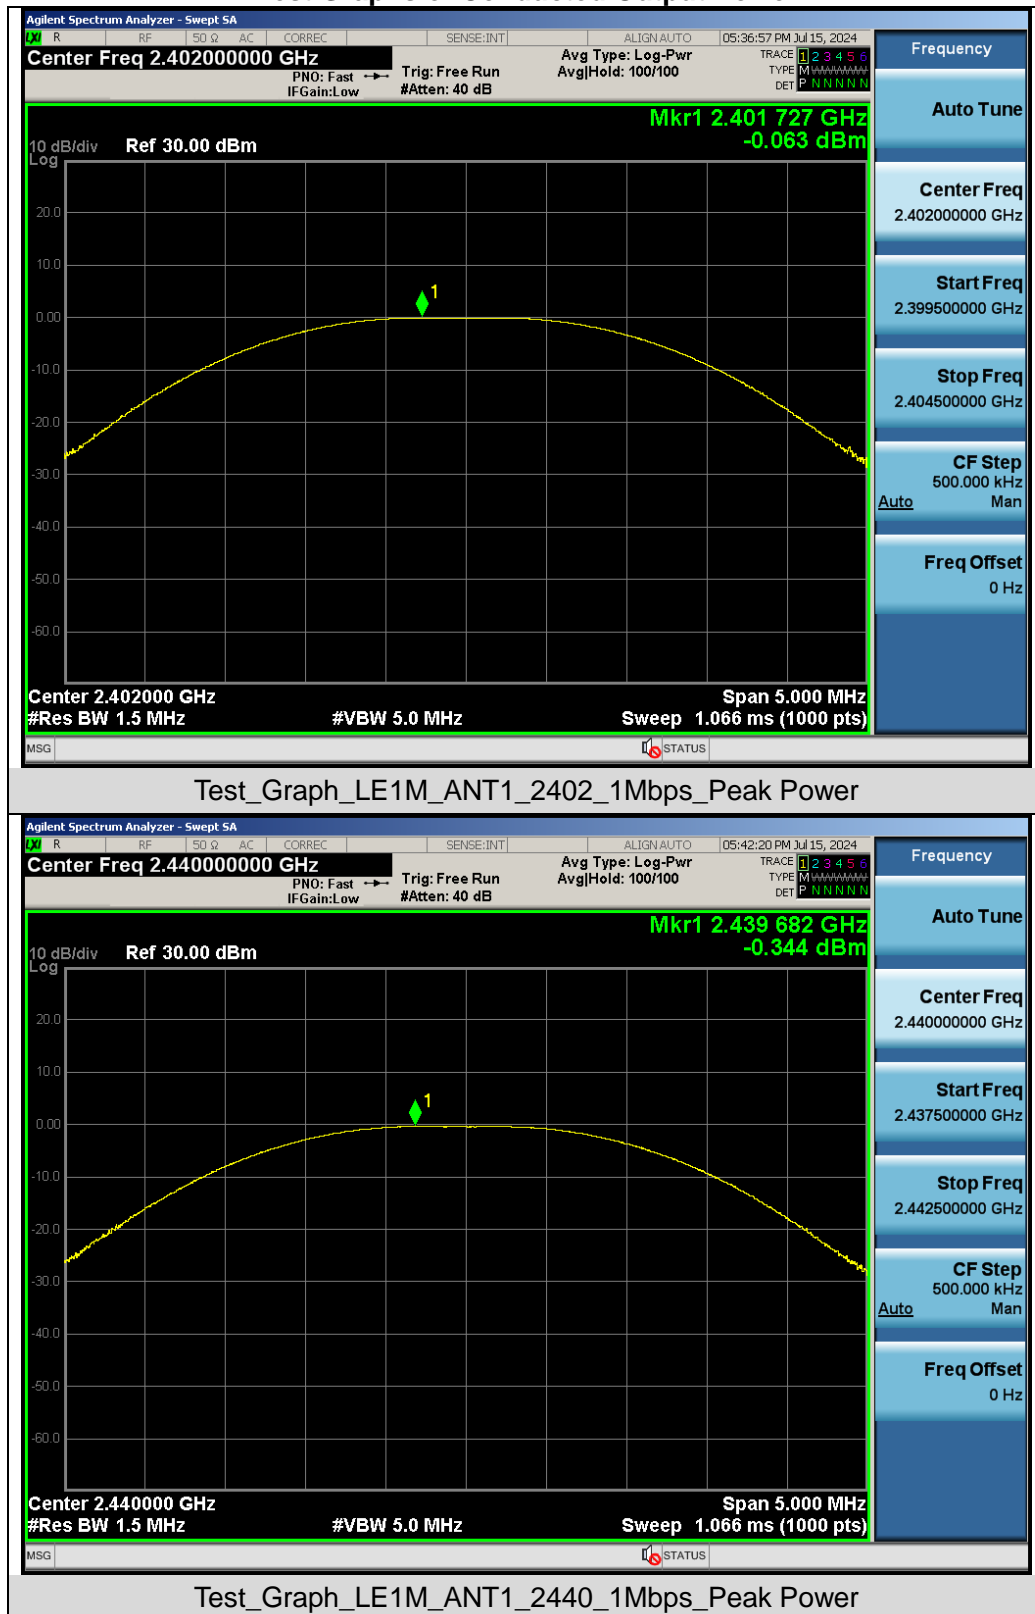 Agilent Spectrum Analyzer - Swept SA
LXI R RF 50 Ω AC CORREC SENSE:INT ALIGN AUTO 05:36:57 PM Jul 15, 2024
Center Freq 2.402000000 GHz
PNO: Fast Trig: Free Run Avg Type: Log-Pwr TRACE 1 2 3 4 5 6
IFGain:Low #Atten: 40 dB Avg|Hold: 100/100 TYPE M
DET P N N N N N
Mkr1 2.401 727 GHz
-0.063 dBm
10 dB/div Ref 30.00 dBm
Log
20.0
10.0
1
0.00
-10.0
-20.0
-30.0
-40.0
-50.0
-60.0
Center 2.402000 GHz Span 5.000 MHz
#Res BW 1.5 MHz #VBW 5.0 MHz Sweep 1.066 ms (1000 pts)
MSG STATUS
Frequency
Auto Tune
Center Freq
2.402000000 GHz
Start Freq
2.399500000 GHz
Stop Freq
2.404500000 GHz
CF Step
500.000 kHz
Auto Man
Freq Offset
0 Hz
Test_Graph_LE1M_ANT1_2402_1Mbps_Peak Power
Agilent Spectrum Analyzer - Swept SA
LXI R RF 50 Ω AC CORREC SENSE:INT ALIGN AUTO 05:42:20 PM Jul 15, 2024
Center Freq 2.440000000 GHz
PNO: Fast Trig: Free Run Avg Type: Log-Pwr TRACE 1 2 3 4 5 6
IFGain:Low #Atten: 40 dB Avg|Hold: 100/100 TYPE M
DET P N N N N N
Mkr1 2.439 682 GHz
-0.344 dBm
10 dB/div Ref 30.00 dBm
Log
20.0
10.0
1
0.00
-10.0
-20.0
-30.0
-40.0
-50.0
-60.0
Center 2.440000 GHz Span 5.000 MHz
#Res BW 1.5 MHz #VBW 5.0 MHz Sweep 1.066 ms (1000 pts)
MSG STATUS
Frequency
Auto Tune
Center Freq
2.440000000 GHz
Start Freq
2.437500000 GHz
Stop Freq
2.442500000 GHz
CF Step
500.000 kHz
Auto Man
Freq Offset
0 Hz
Test_Graph_LE1M_ANT1_2440_1Mbps_Peak Power